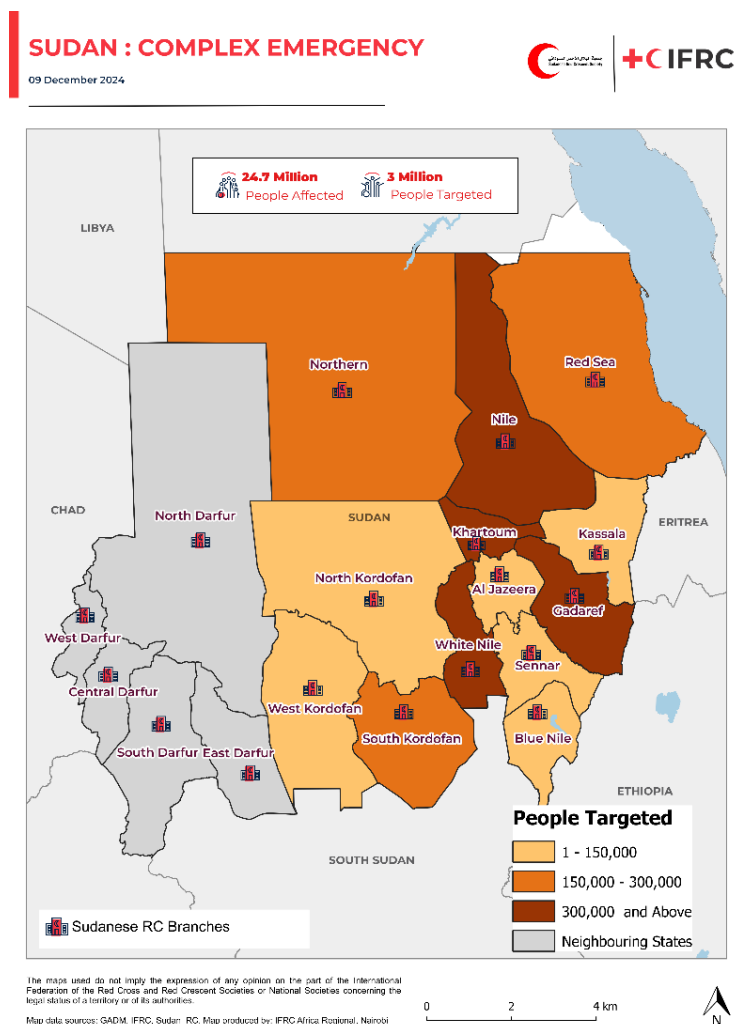 SUDAN : COMPLEX EMERGENCY
09 December 2024
IFRC
24.7 Million
People Affected
3 Million
People Targeted
LIBYA
Northern
Red Sea
Nile
CHAD
North Darfur
SUDAN
Khartoum
Kassala
ERITREA
North Kordofan
Al Jazeera
Gadaref
West Darfur
White Nile
Sennar
Central Darfur
West Kordofan
South Kordofan
Blue Nile
South Darfur
East Darfur
ETHIOPIA
SOUTH SUDAN
People Targeted
1 - 150,000
150,000 - 300,000
300,000 and Above
Neighbouring States
Sudanese RC Branches
The maps used do not imply the expression of any opinion on the part of the International
Federation of the Red Cross and Red Crescent Societies or National Societies concerning the
legal status of a territory or of its authorities.
Map data sources: GADM, IFRC, Sudan RC. Map produced by: IFRC Africa Regional, Nairobi
0 2 4 km
N